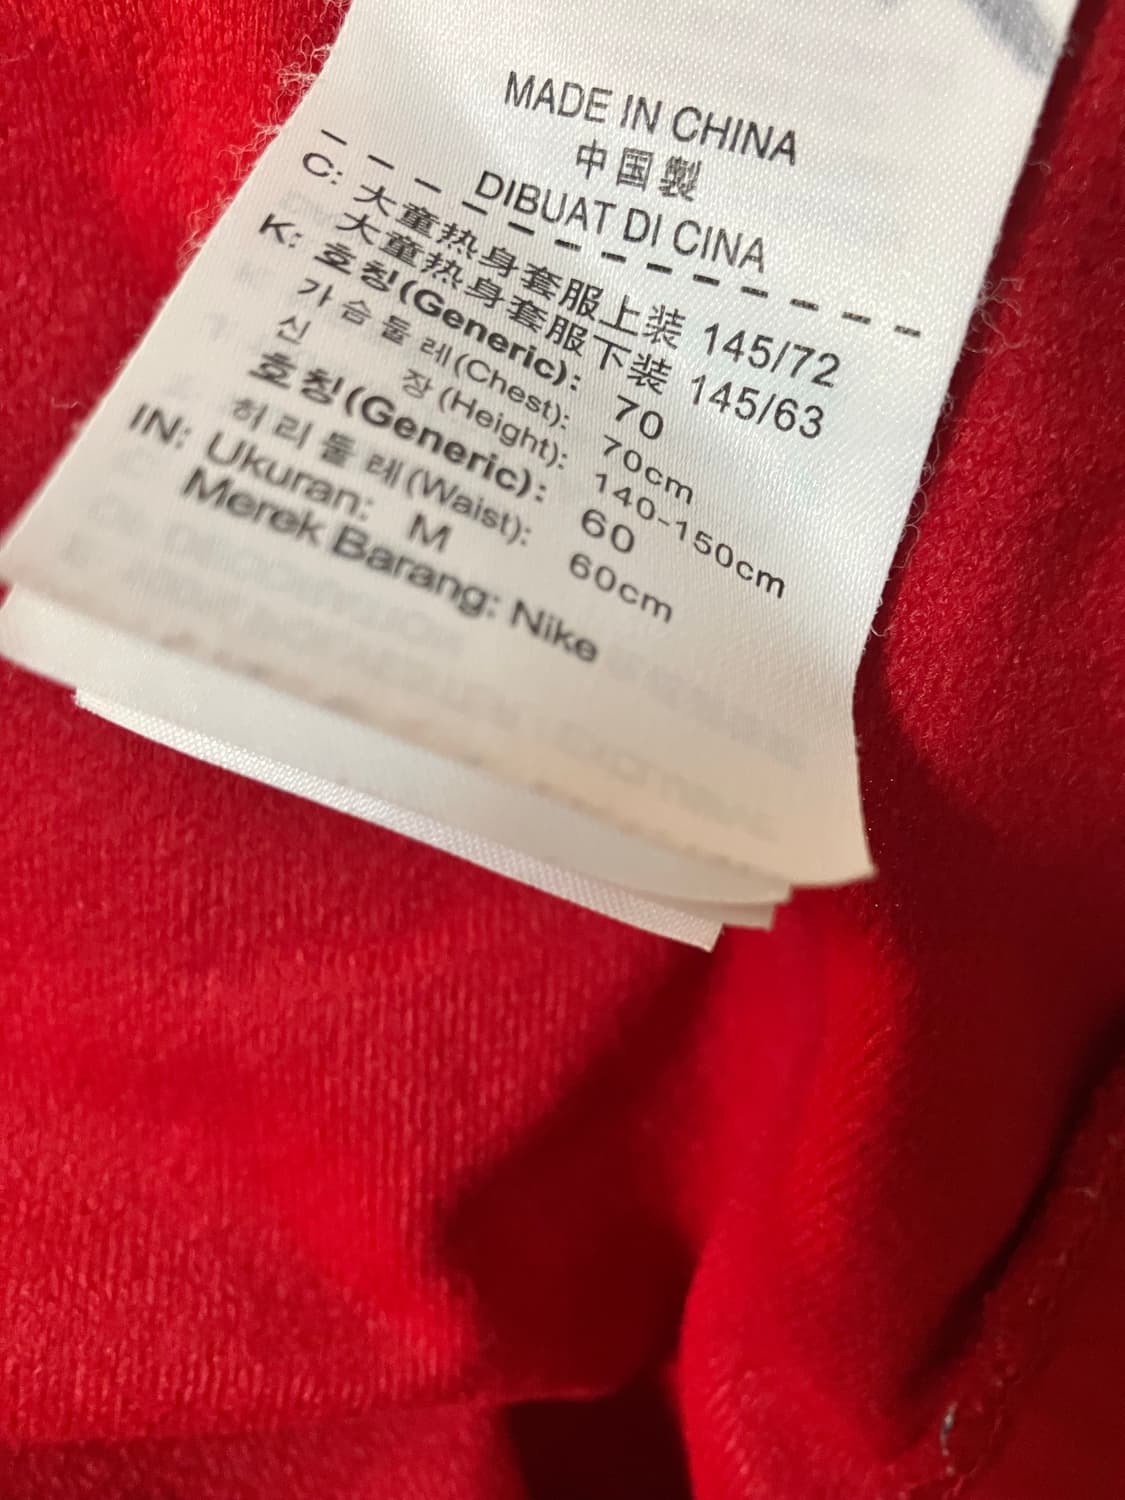 MADE IN CHINA
中国製
DIBUAT DI CINA
C: 大童热身套服上装 145/72
大童热身套服下装 145/63
K: 호칭(Generic): 70
가슴둘레(Chest): 70cm
신장(Height): 140-150cm
호칭(Generic): 60
허리둘레(Waist): 60cm
IN: Ukuran: M
Merek Barang: Nike